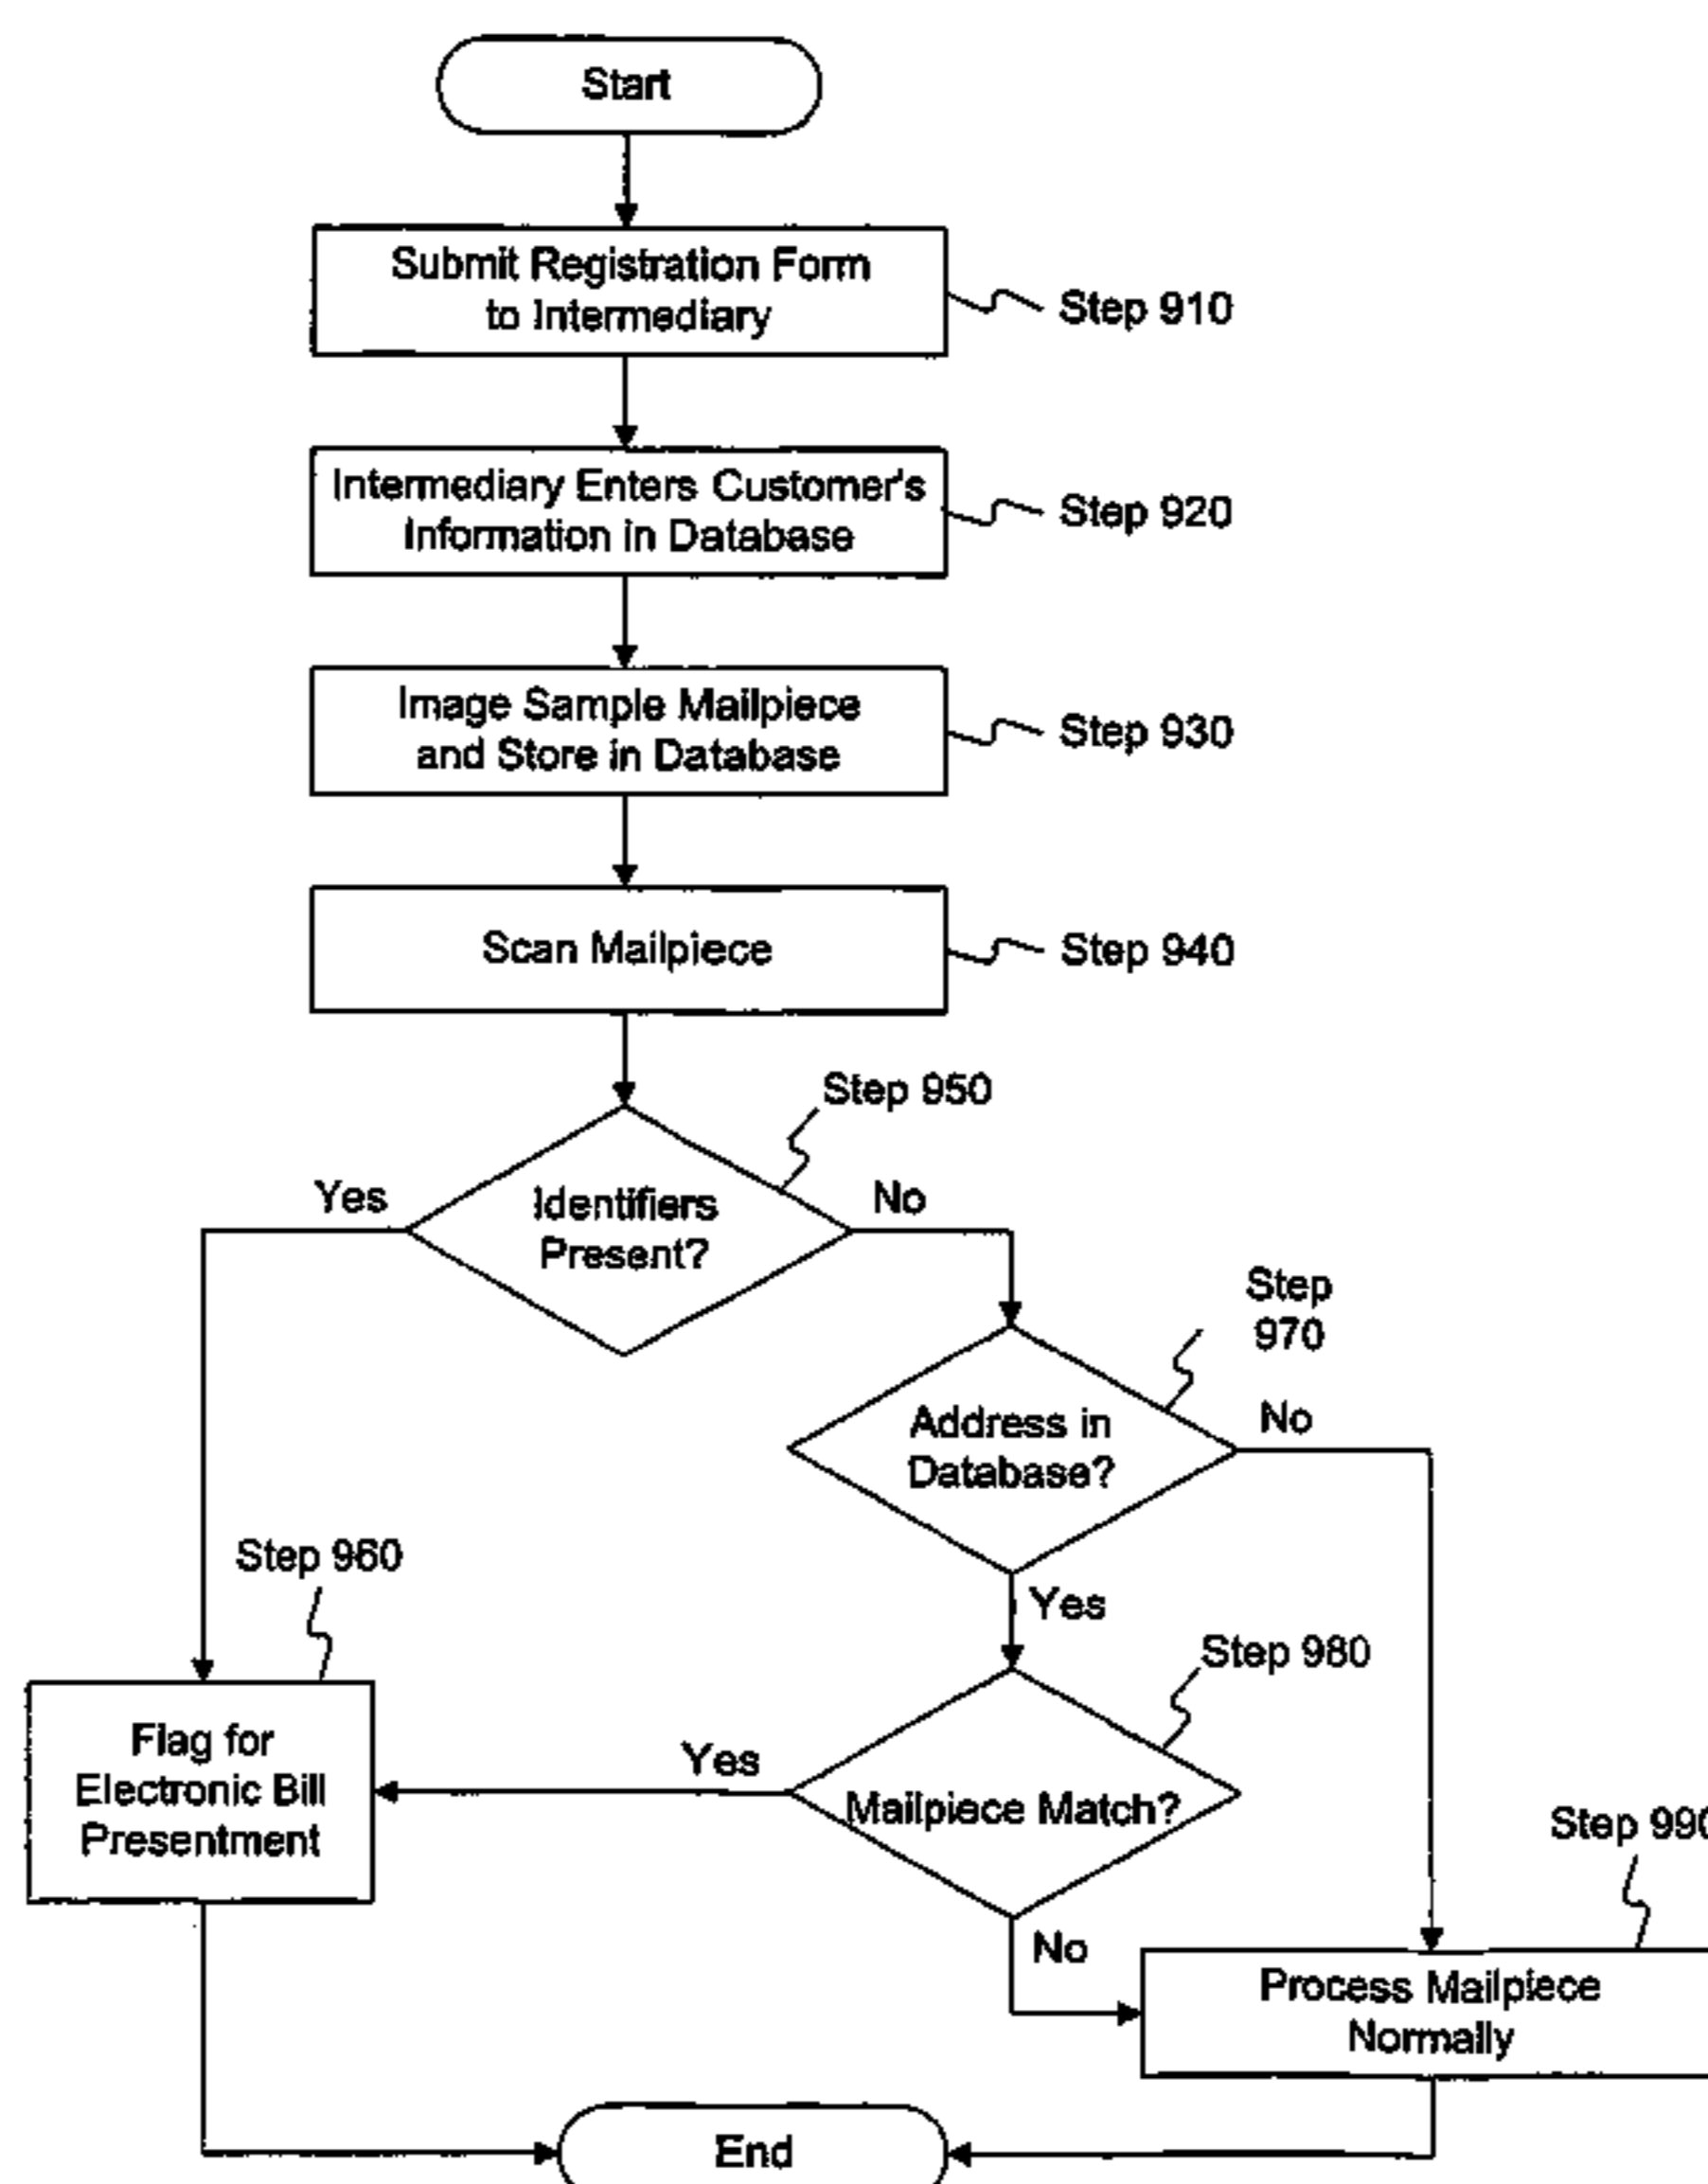 Start
Submit Registration Form
to Intermediary
Step 910
Intermediary Enters Customer's
Information in Database
Step 920
Image Sample Mailpiece
and Store in Database
Step 930
Scan Mailpiece
Step 940
Step 950
Yes
Identifiers
Present?
No
Step
970
Address in
Database?
No
Step 960
Yes
Step 980
Flag for
Electronic Bill
Presentment
Yes
Mailpiece Match?
Step 990
No
Process Mailpiece
Normally
End